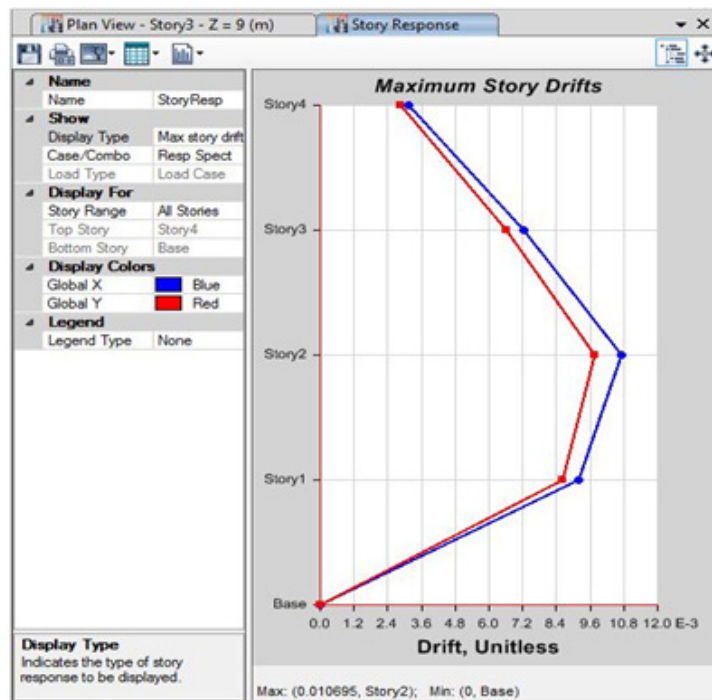 Plan View - Story3 - Z = 9 (m)
Story Response
Name
Name StoryResp
Show
Display Type Max story drift
Case/Combo Resp Spect
Load Type Load Case
Display For
Story Range All Stories
Top Story Story4
Bottom Story Base
Display Colors
Global X Blue
Global Y Red
Legend
Legend Type None
Display Type
Indicates the type of story
response to be displayed.
Maximum Story Drifts
Story4
Story3
Story2
Story1
Base
0.0 1.2 2.4 3.6 4.8 6.0 7.2 8.4 9.6 10.8 12.0 E-3
Drift, Unitless
Max: (0.010695, Story2); Min: (0, Base)